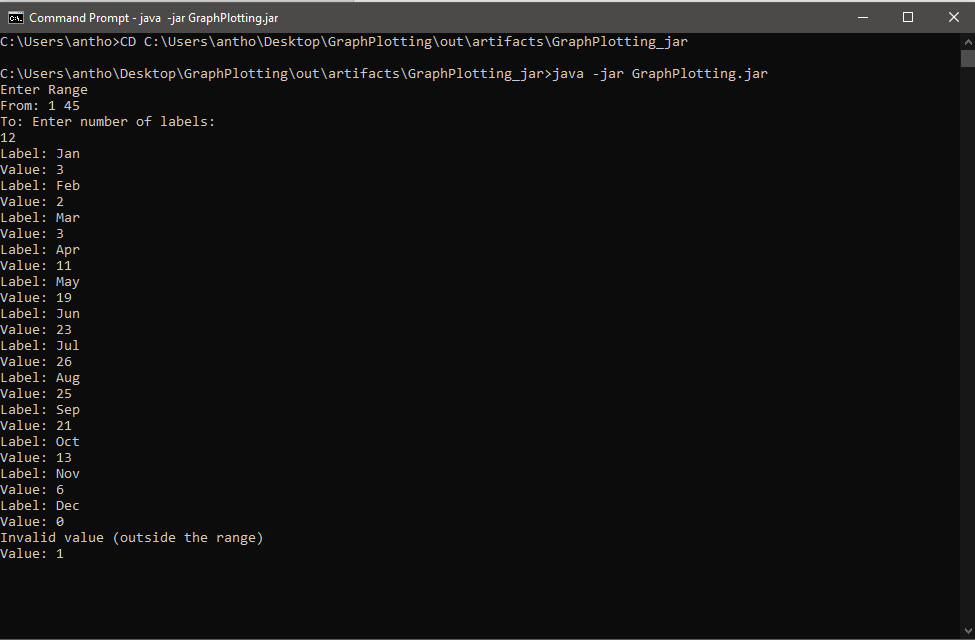 Command Prompt - java  -jar GraphPlotting.jar
C:\Users\antho>CD C:\Users\antho\Desktop\GraphPlotting\out\artifacts\GraphPlotting_jar
C:\Users\antho\Desktop\GraphPlotting\out\artifacts\GraphPlotting_jar>java -jar GraphPlotting.jar
Enter Range
From: 1 45
To: Enter number of labels:
12
Label: Jan
Value: 3
Label: Feb
Value: 2
Label: Mar
Value: 3
Label: Apr
Value: 11
Label: May
Value: 19
Label: Jun
Value: 23
Label: Jul
Value: 26
Label: Aug
Value: 25
Label: Sep
Value: 21
Label: Oct
Value: 13
Label: Nov
Value: 6
Label: Dec
Value: 0
Invalid value (outside the range)
Value: 1